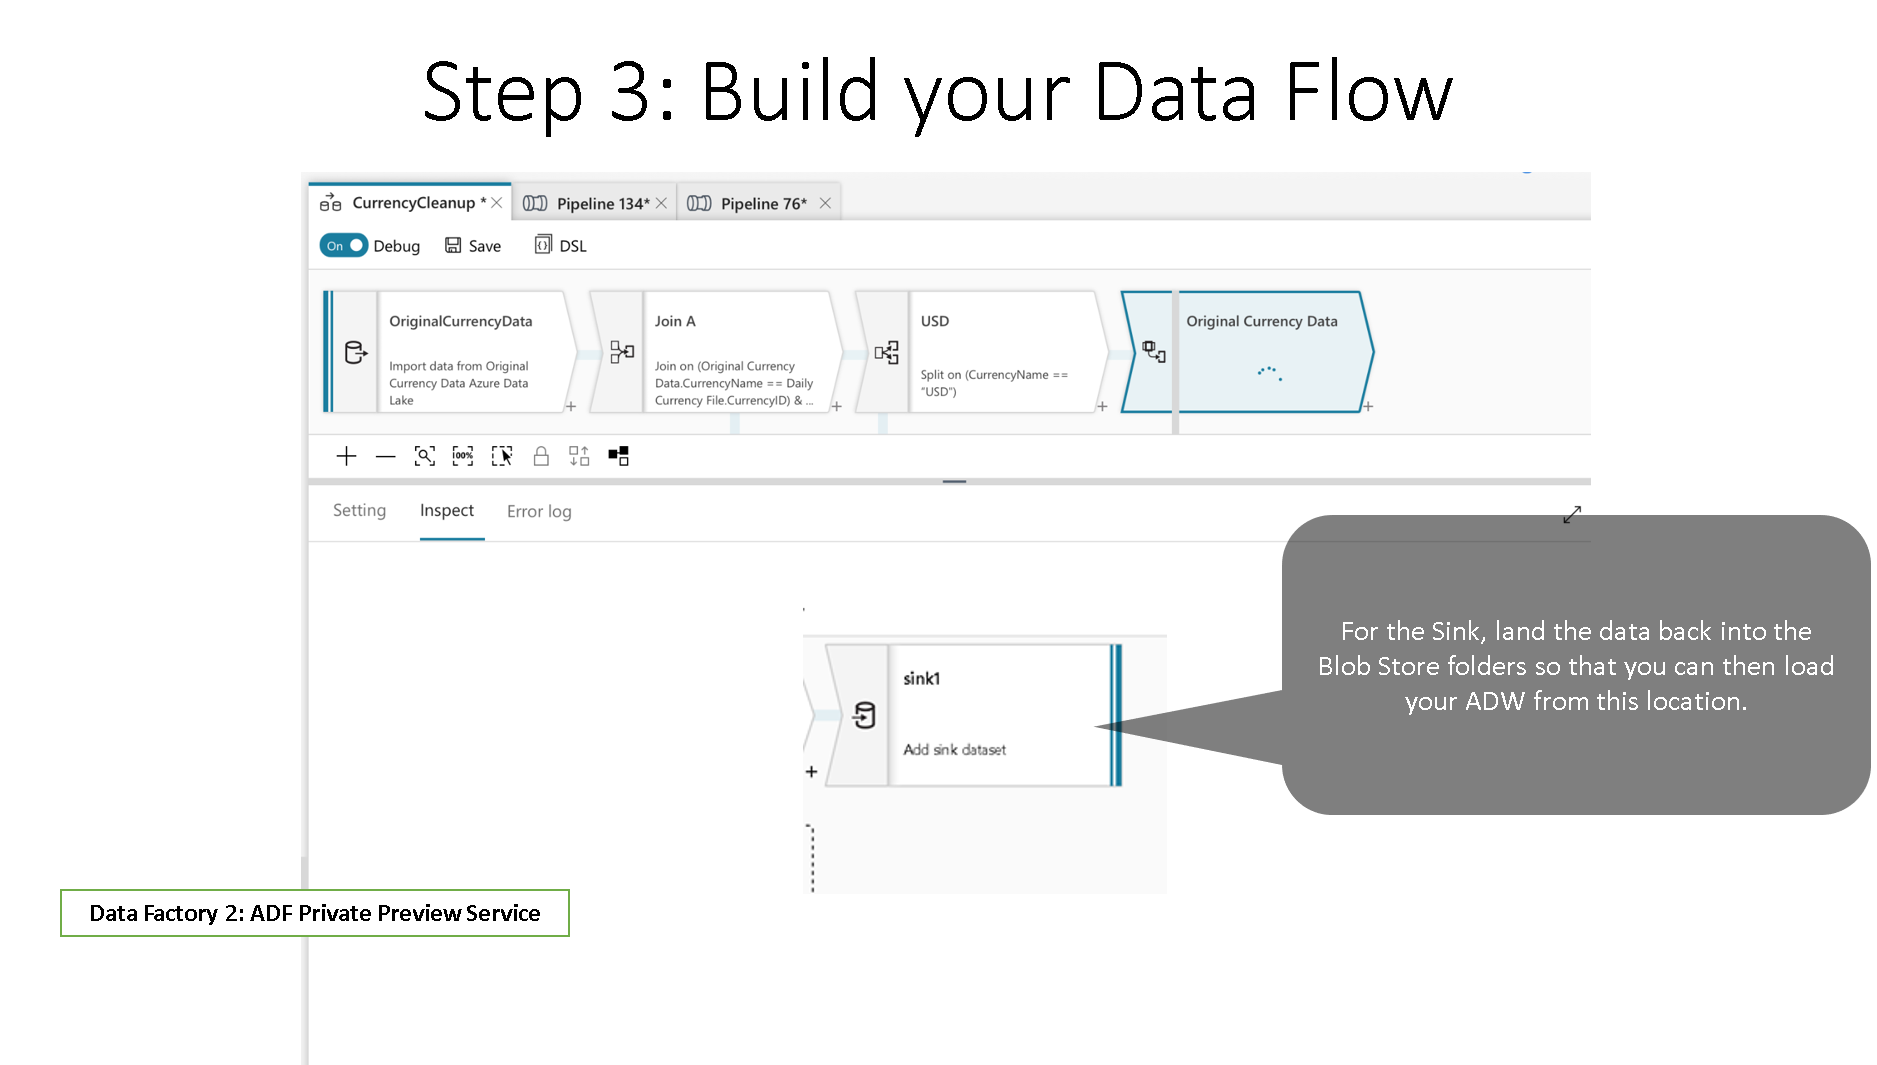 Step 3: Build your Data Flow
CurrencyCleanup *
Pipeline 134*
Pipeline 76*
On
Debug
Save
DSL
OriginalCurrencyData
Import data from Original
Currency Data Azure Data
Lake
Join A
Join on (Original Currency
Data.CurrencyName == Daily
Currency File.CurrencyID) & ...
USD
Split on (CurrencyName ==
"USD")
Original Currency Data
100%
Setting
Inspect
Error log
sink1
Add sink dataset
For the Sink, land the data back into the
Blob Store folders so that you can then load
your ADW from this location.
Data Factory 2: ADF Private Preview Service